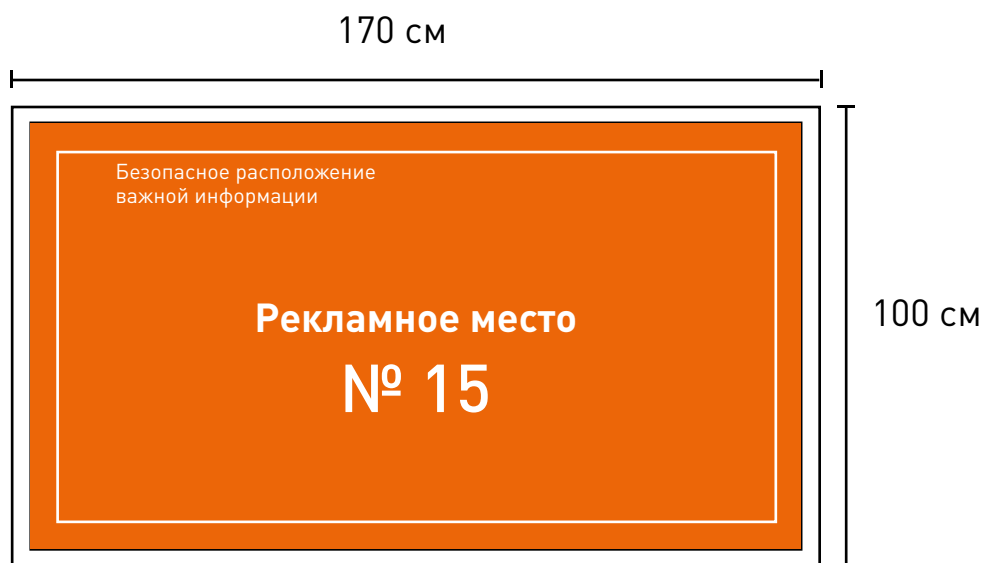 170 см
Безопасное расположение
важной информации
Рекламное место
№ 15
100 см